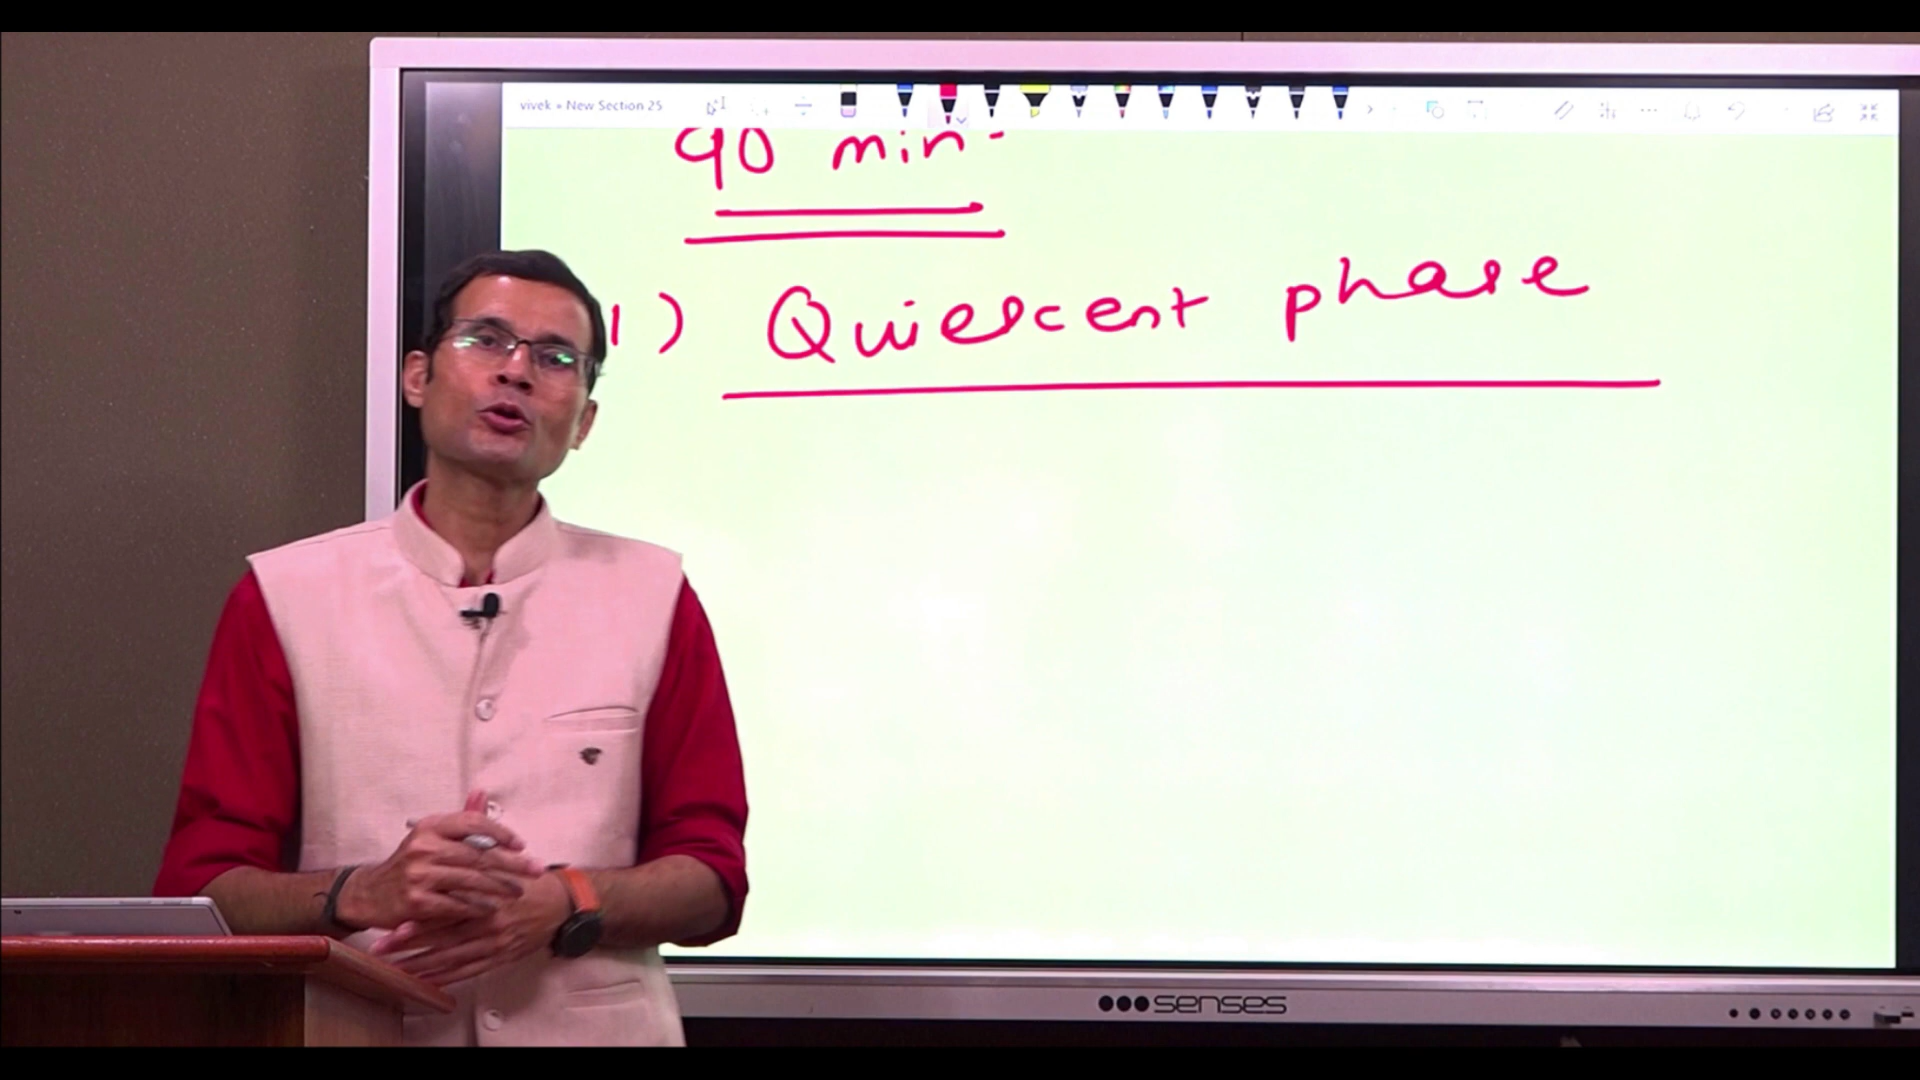 vivek » New Section 25
90 min.
1) Quiescent phase
senses